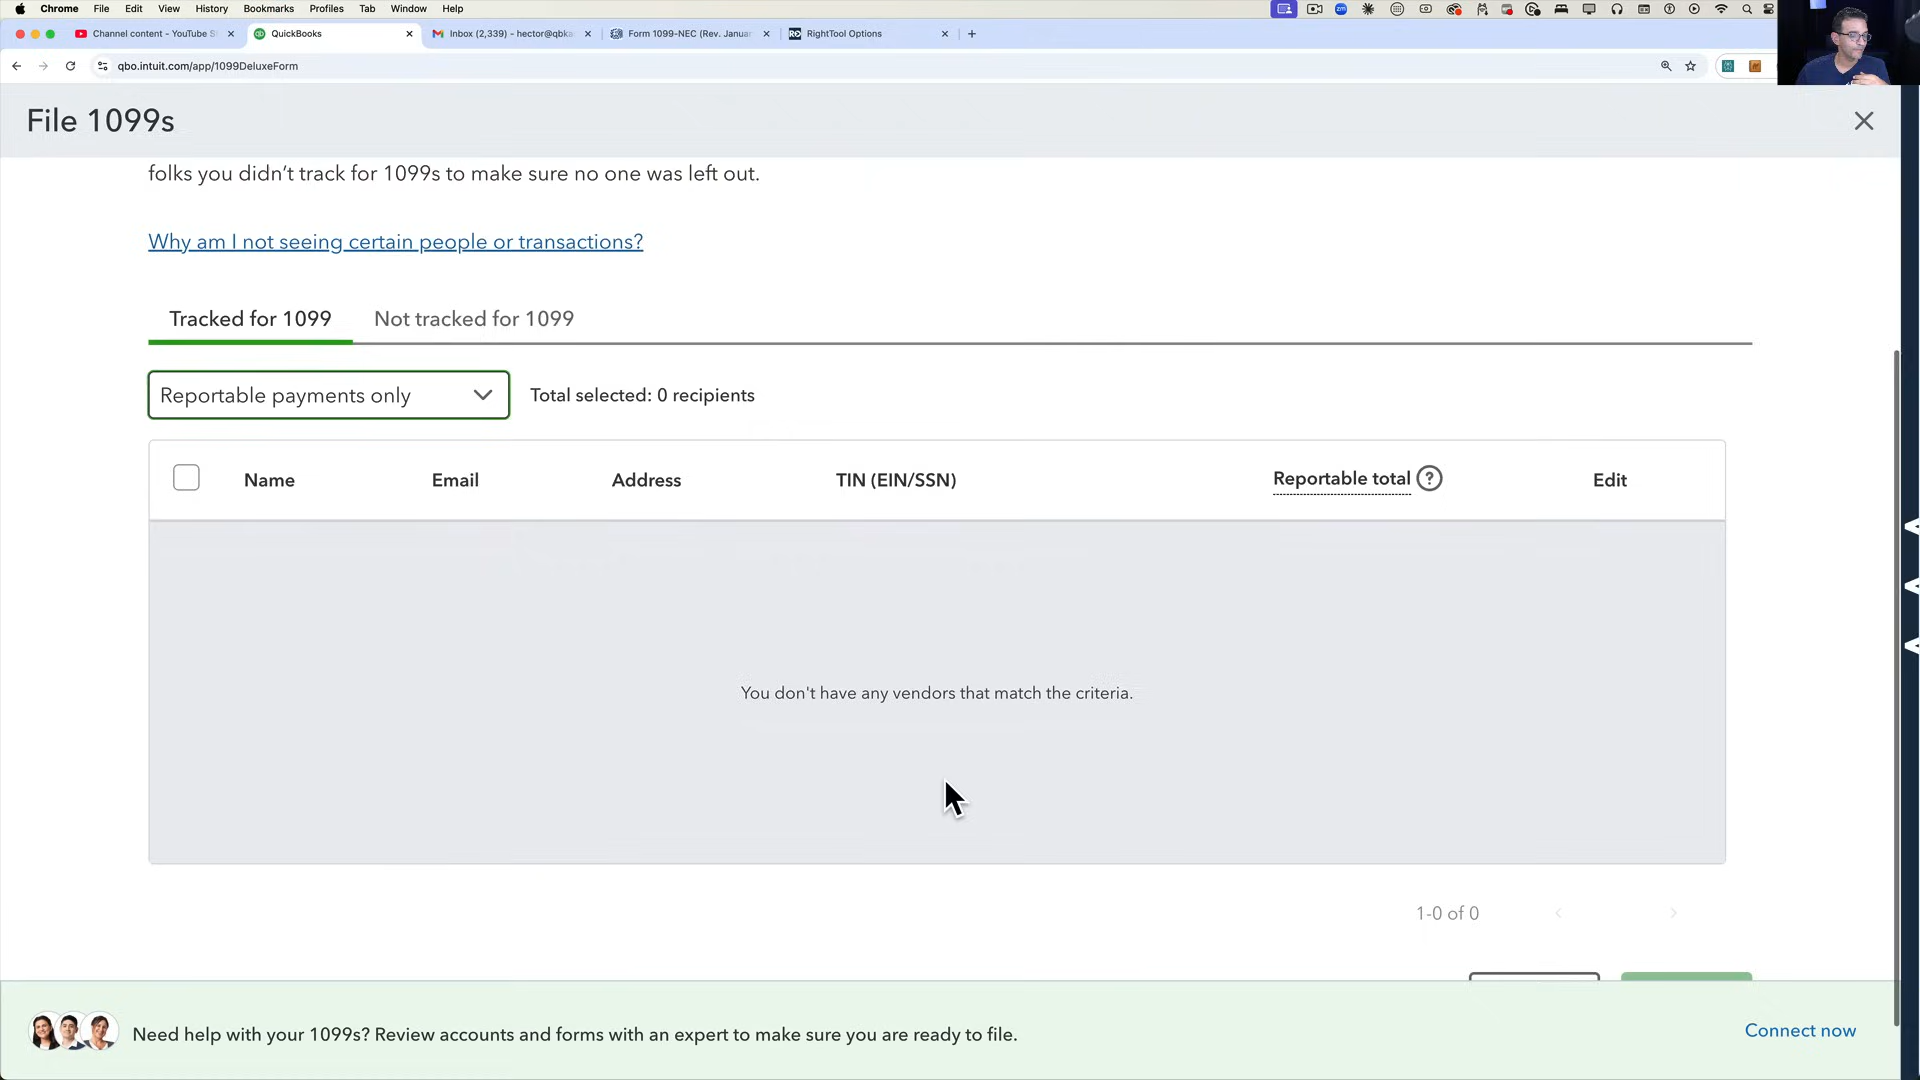 Chrome File Edit View History Bookmarks Profiles Tab Window Help
Channel content - YouTube S
QuickBooks
Inbox (2,339) - hector@qbka
Form 1099-NEC (Rev. Januar
RightTool Options
qbo.intuit.com/app/1099DeluxeForm
File 1099s
folks you didn’t track for 1099s to make sure no one was left out.
Why am I not seeing certain people or transactions?
Tracked for 1099 Not tracked for 1099
Reportable payments only Total selected: 0 recipients
Name Email Address TIN (EIN/SSN) Reportable total ? Edit
You don't have any vendors that match the criteria.
1-0 of 0
Need help with your 1099s? Review accounts and forms with an expert to make sure you are ready to file.
Connect now